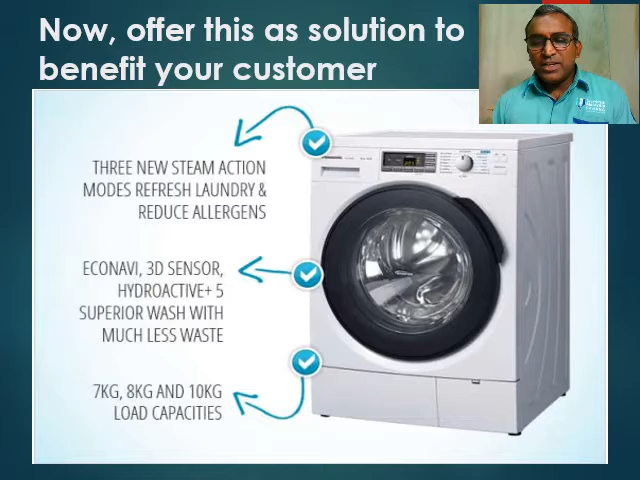 Now, offer this as solution to
benefit your customer
THREE NEW STEAM ACTION
MODES REFRESH LAUNDRY &
REDUCE ALLERGENS
ECONAVI, 3D SENSOR,
HYDROACTIVE+ 5
SUPERIOR WASH WITH
MUCH LESS WASTE
7KG, 8KG AND 10KG
LOAD CAPACITIES